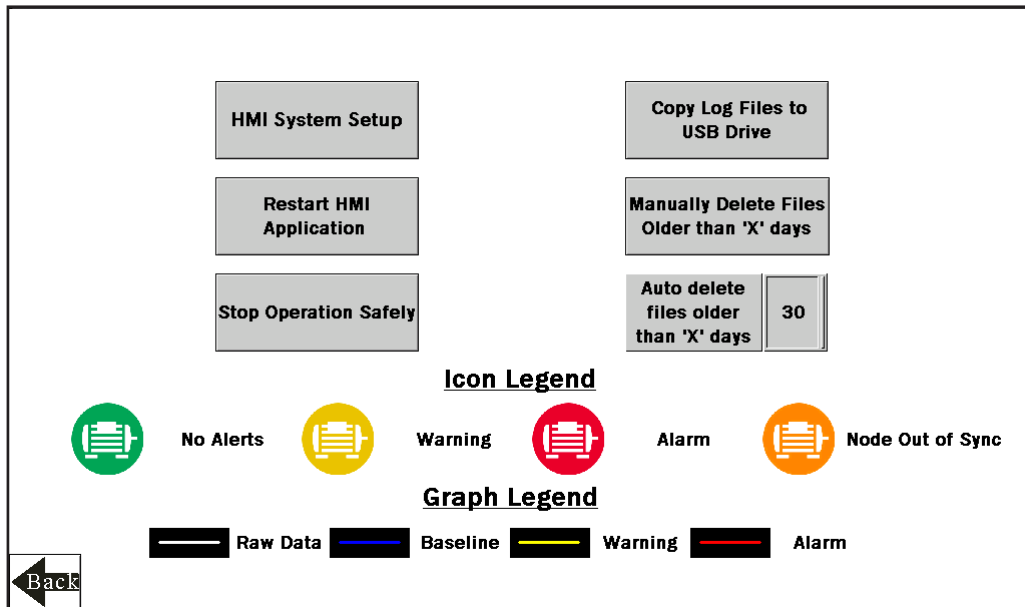 HMI System Setup
Copy Log Files to
USB Drive
Restart HMI
Application
Manually Delete Files
Older than 'X' days
Stop Operation Safely
Auto delete
files older
than 'X' days
30
Icon Legend
No Alerts
Warning
Alarm
Node Out of Sync
Graph Legend
Raw Data
Baseline
Warning
Alarm
Back